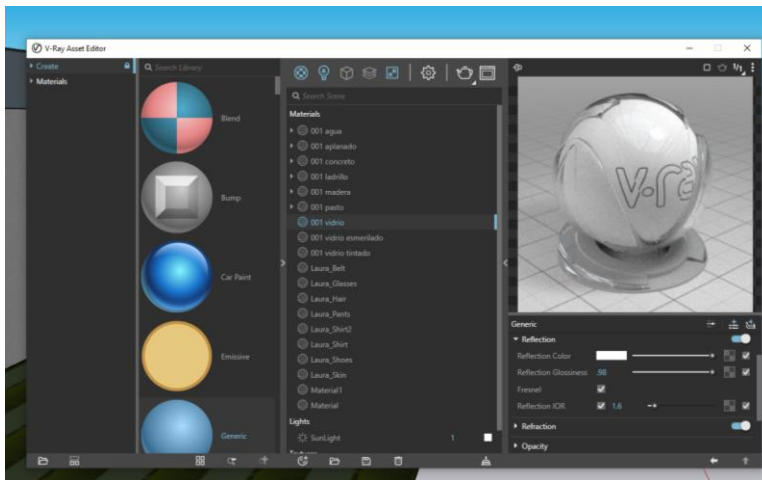 V-Ray Asset Editor
Create
Materials
Search Library
Blend
Bump
Car Paint
Emissive
Generic
Search Scene
Materials
001 agua
001 aplanado
001 concreto
001 ladrillo
001 madera
001 pasto
001 vidrio
001 vidrio esmerilado
001 vidrio tintado
Laura_Belt
Laura_Glasses
Laura_Hair
Laura_Pants
Laura_Shirt2
Laura_Shirt
Laura_Shoes
Laura_Skin
Material1
Material
Lights
SunLight 1
V-ra
Generic
Reflection
Reflection Color
Reflection Glossiness .98
Fresnel
Reflection IOR 1.6
Refraction
Opacity